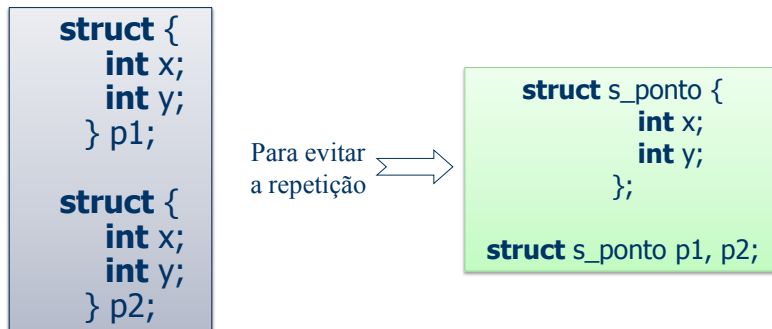 struct {
int x;
int y;
} p1;
struct {
int x;
int y;
} p2;
Para evitar
a repetição
struct s_ponto {
int x;
int y;
};
struct s_ponto p1, p2;